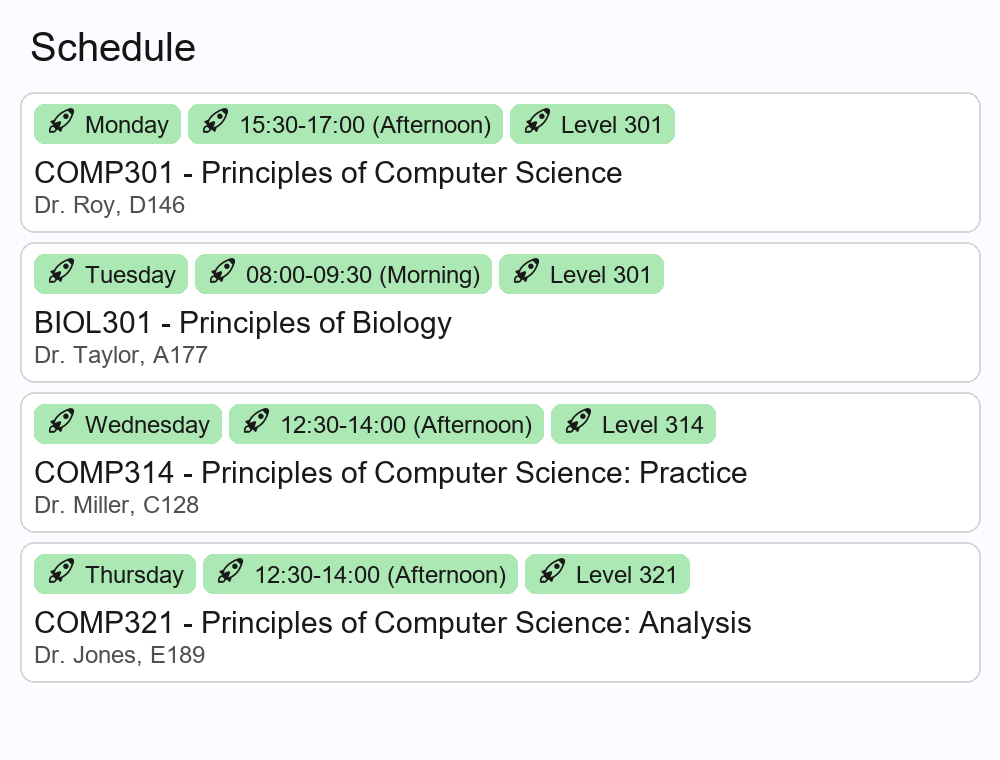 Schedule
Monday 15:30-17:00 (Afternoon) Level 301
COMP301 - Principles of Computer Science
Dr. Roy, D146
Tuesday 08:00-09:30 (Morning) Level 301
BIOL301 - Principles of Biology
Dr. Taylor, A177
Wednesday 12:30-14:00 (Afternoon) Level 314
COMP314 - Principles of Computer Science: Practice
Dr. Miller, C128
Thursday 12:30-14:00 (Afternoon) Level 321
COMP321 - Principles of Computer Science: Analysis
Dr. Jones, E189